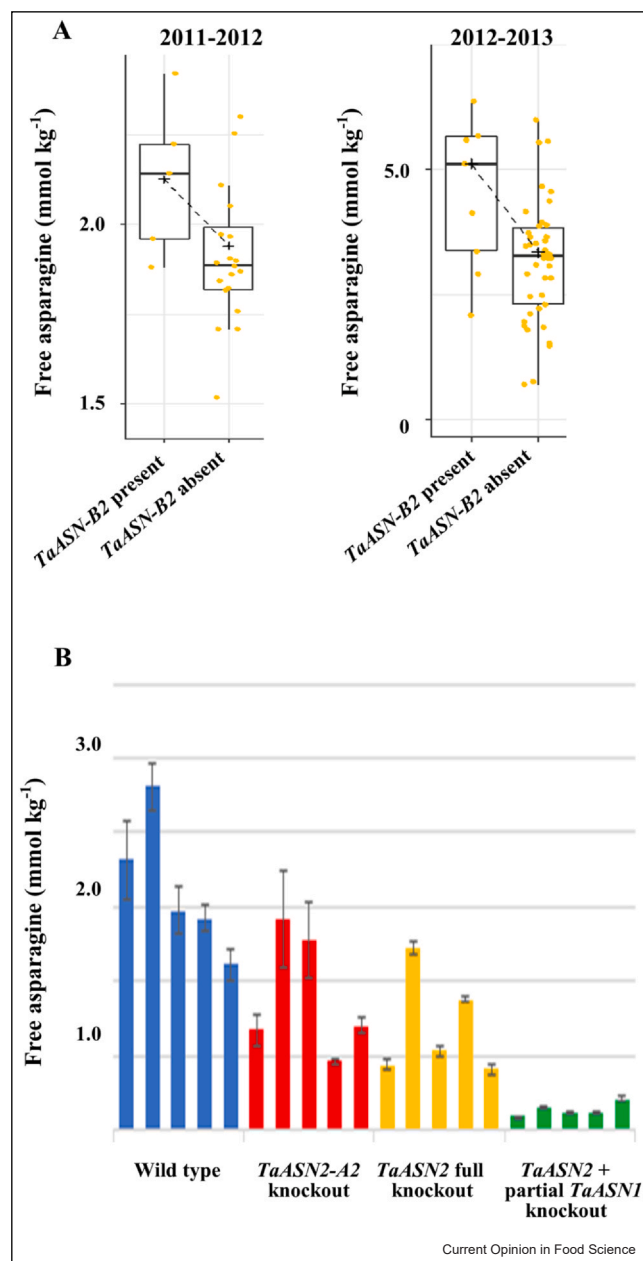 A
2011-2012
2012-2013
Free asparagine (mmol kg-1)
2.0
1.5
TaASN-B2 present
TaASN-B2 absent
Free asparagine (mmol kg-1)
5.0
0
TaASN-B2 present
TaASN-B2 absent
B
Free asparagine (mmol kg-1)
3.0
2.0
1.0
Wild type
TaASN2-A2
knockout
TaASN2 full
knockout
TaASN2 +
partial TaASN1
knockout
Current Opinion in Food Science